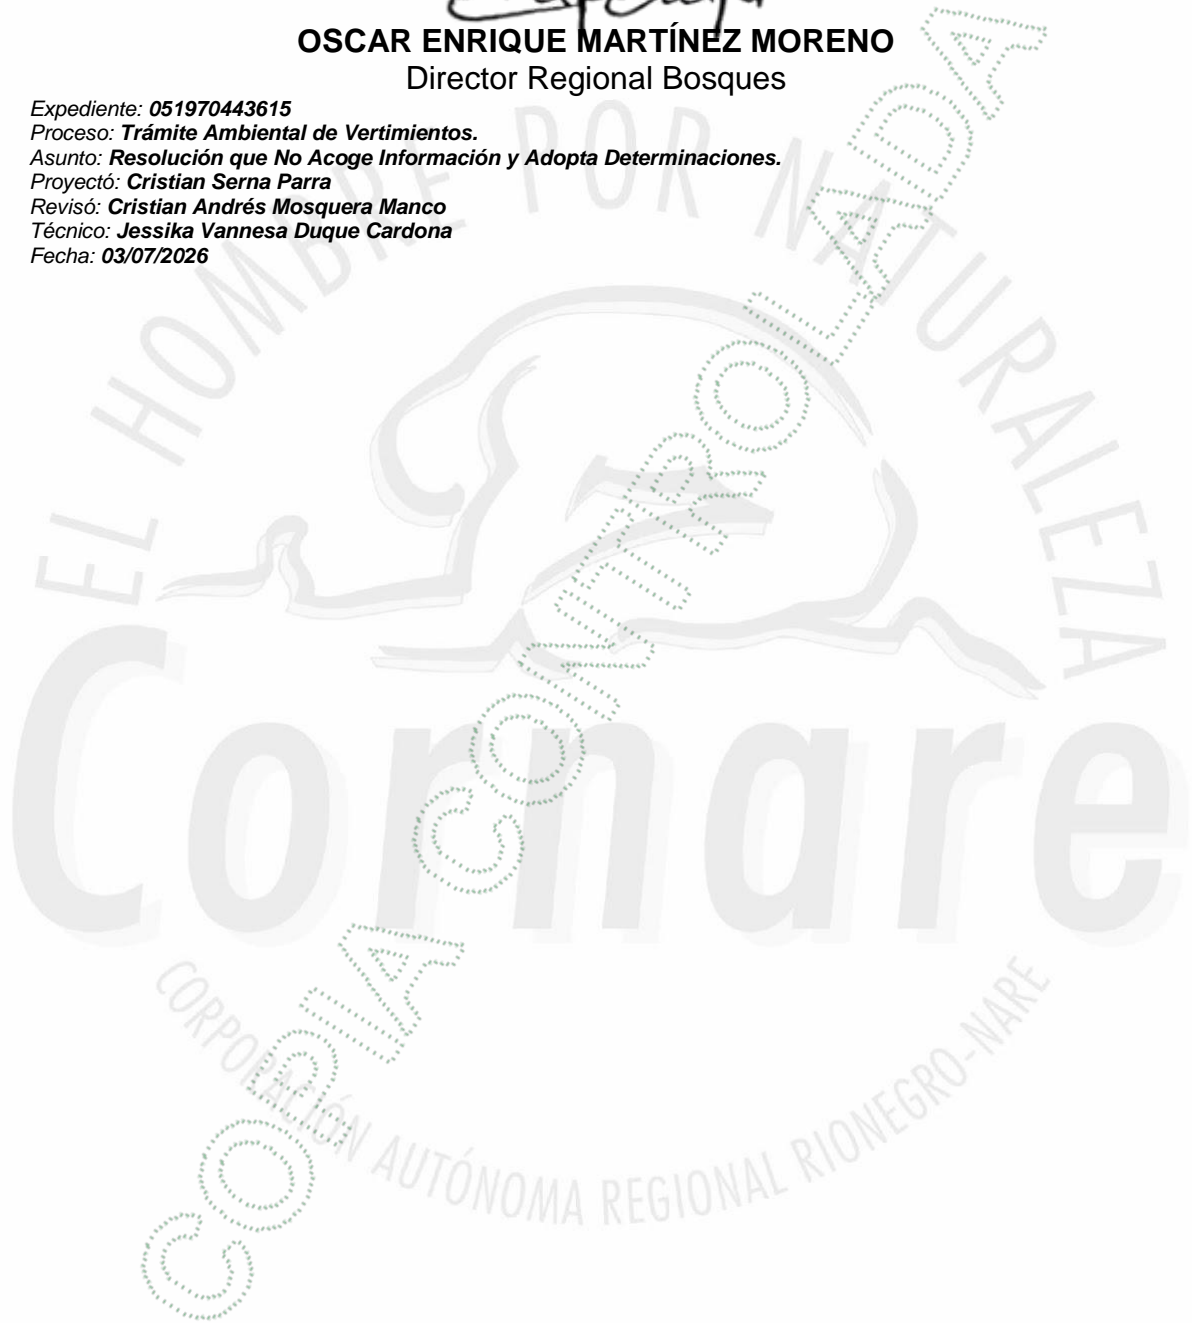 OSCAR ENRIQUE MARTÍNEZ MORENO
Director Regional Bosques
Expediente: 051970443615
Proceso: Trámite Ambiental de Vertimientos.
Asunto: Resolución que No Acoge Información y Adopta Determinaciones.
Proyectó: Cristian Serna Parra
Revisó: Cristian Andrés Mosquera Manco
Técnico: Jessika Vannesa Duque Cardona
Fecha: 03/07/2026
EL HOMBRE POR NATURALEZA
Cornare
CORPORACIÓN AUTÓNOMA REGIONAL RIONEGRO-NARE
COPIA CONTROLADA